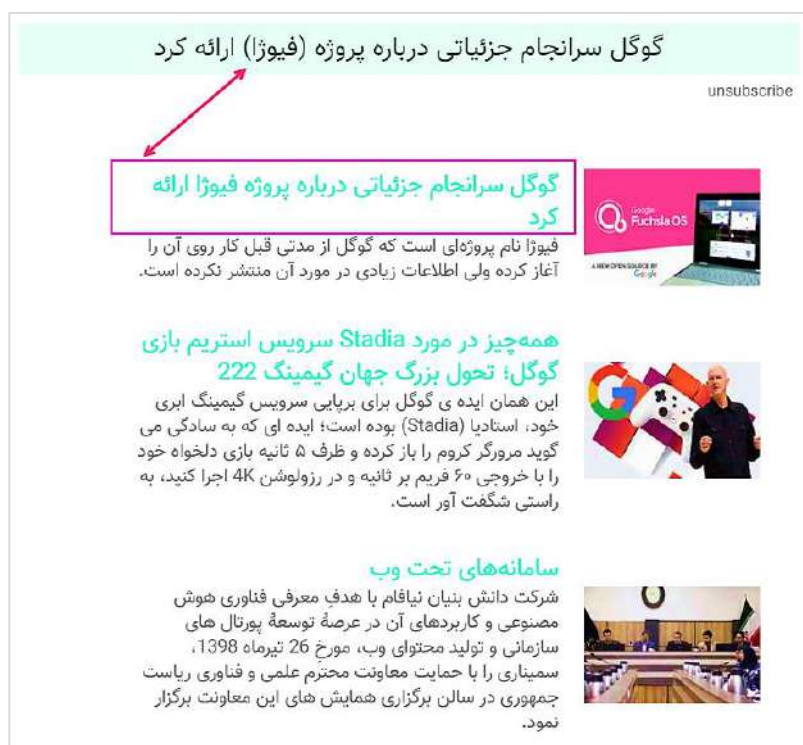 گوگل سرانجام جزئیاتی درباره پروژه (فیوژا) ارائه کرد
unsubscribe
گوگل سرانجام جزئیاتی درباره پروژه فیوژا ارائه
کرد
فیوژا نام پروژه‌ای است که گوگل از مدتی قبل کار روی آن را
آغاز کرده ولی اطلاعات زیادی در مورد آن منتشر نکرده است.
Google
Fuchsia OS
A NEW OPEN SOURCE BY
Google
همه‌چیز در مورد Stadia سرویس استریم بازی
گوگل؛ تحول بزرگ جهان گیمینگ 222
این همان ایده ی گوگل برای برپایی سرویس گیمینگ ابری
خود، استادیا (Stadia) بوده است؛ ایده ای که به سادگی می
گوید مرورگر کروم را باز کرده و ظرف ۵ ثانیه بازی دلخواه خود
را با خروجی ۶۰ فریم بر ثانیه و در رزولوشن 4K اجرا کنید، به
راستی شگفت آور است.
سامانه‌های تحت وب
شرکت دانش بنیان نیافام با هدفِ معرفی فناوری هوش
مصنوعی و کاربردهای آن در عرصهٔ توسعهٔ پورتال های
سازمانی و تولید محتوای وب، مورخِ 26 تیرماه 1398،
سمیناری را با حمایت معاونت محترم علمی و فناوری ریاست
جمهوری در سالن برگزاری همایش های این معاونت برگزار
نمود.